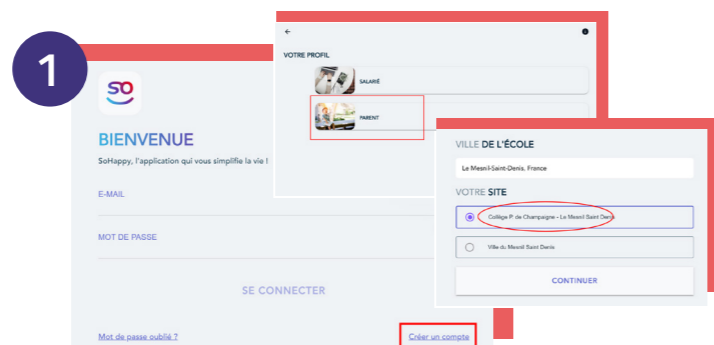 1
so
BIENVENUE
SoHappy, l'application qui vous simplifie la vie !
E-MAIL
MOT DE PASSE
SE CONNECTER
Mot de passe oublié ?
Créer un compte
VOTRE PROFIL
SALARIÉ
PARENT
VILLE DE L'ÉCOLE
Le Mesnil-Saint-Denis, France
VOTRE SITE
Collège P. de Champaigne - Le Mesnil Saint Denis
Ville du Mesnil Saint Denis
CONTINUER